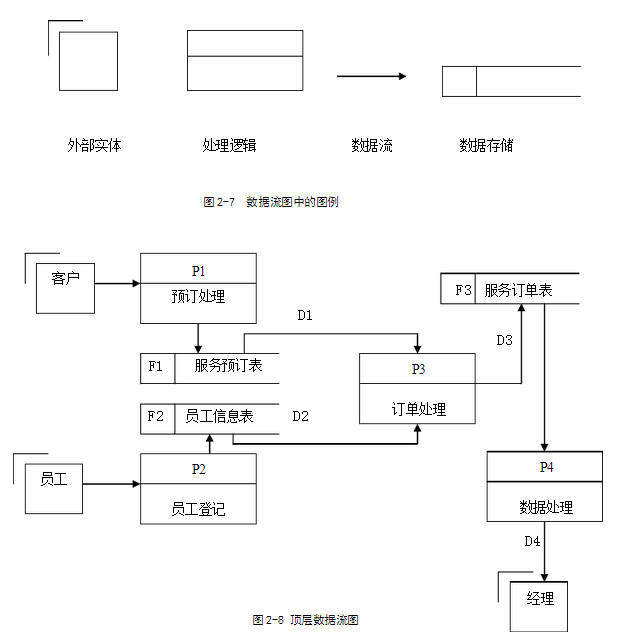 外部实体
处理逻辑
数据流
数据存储
图 2-7 数据流图中的图例
客户
P1
预订处理
F3
服务订单表
D1
D3
F1
服务预订表
P3
订单处理
F2
员工信息表
D2
员工
P2
员工登记
P4
数据处理
D4
经理
图 2-8 顶层数据流图